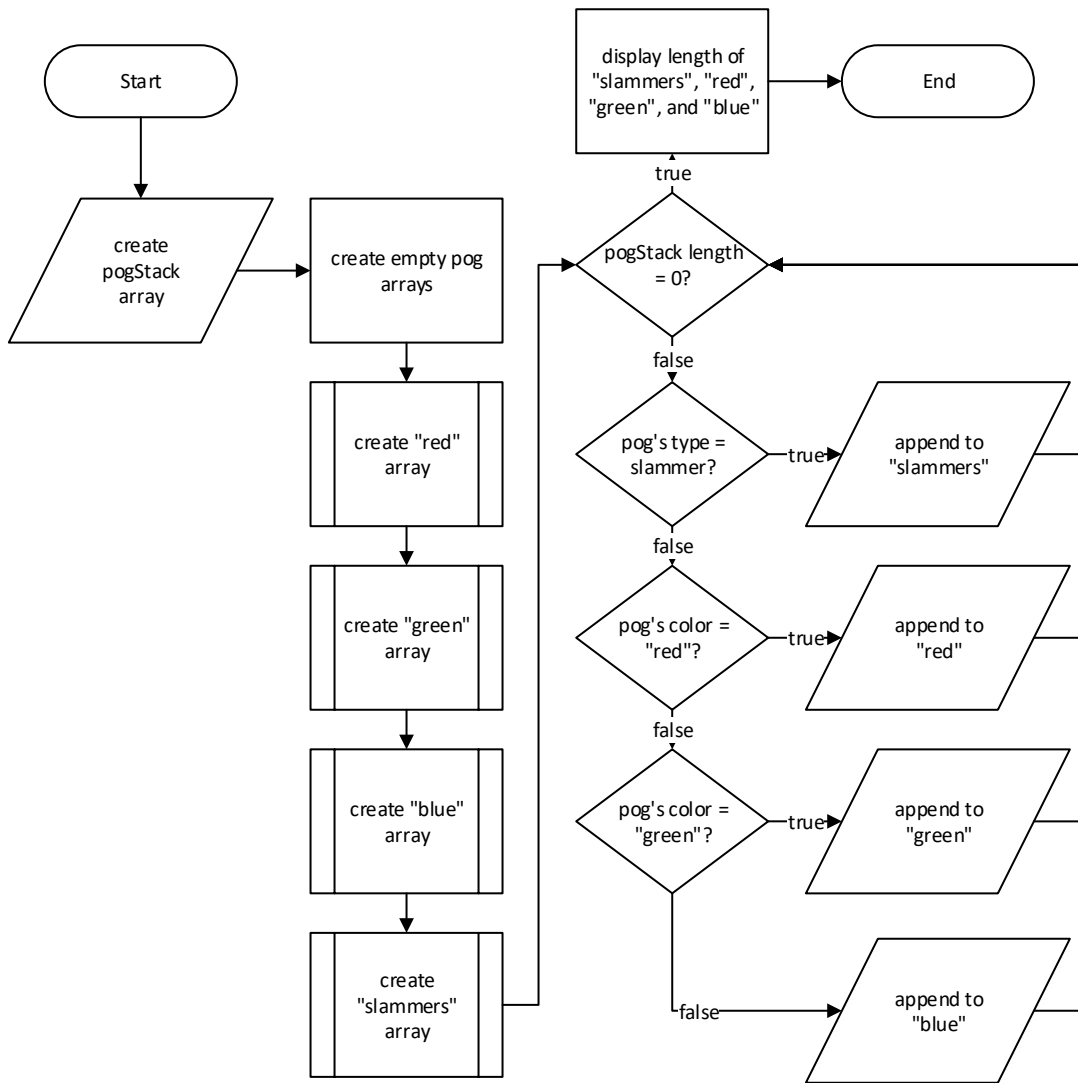 Start
create
pogStack
array
create empty pog
arrays
create "red"
array
create "green"
array
create "blue"
array
create
"slammers"
array
display length of
"slammers", "red",
"green", and "blue"
End
true
pogStack length
= 0?
false
pog's type =
slammer?
true
append to
"slammers"
false
pog's color =
"red"?
true
append to
"red"
false
pog's color =
"green"?
true
append to
"green"
false
append to
"blue"